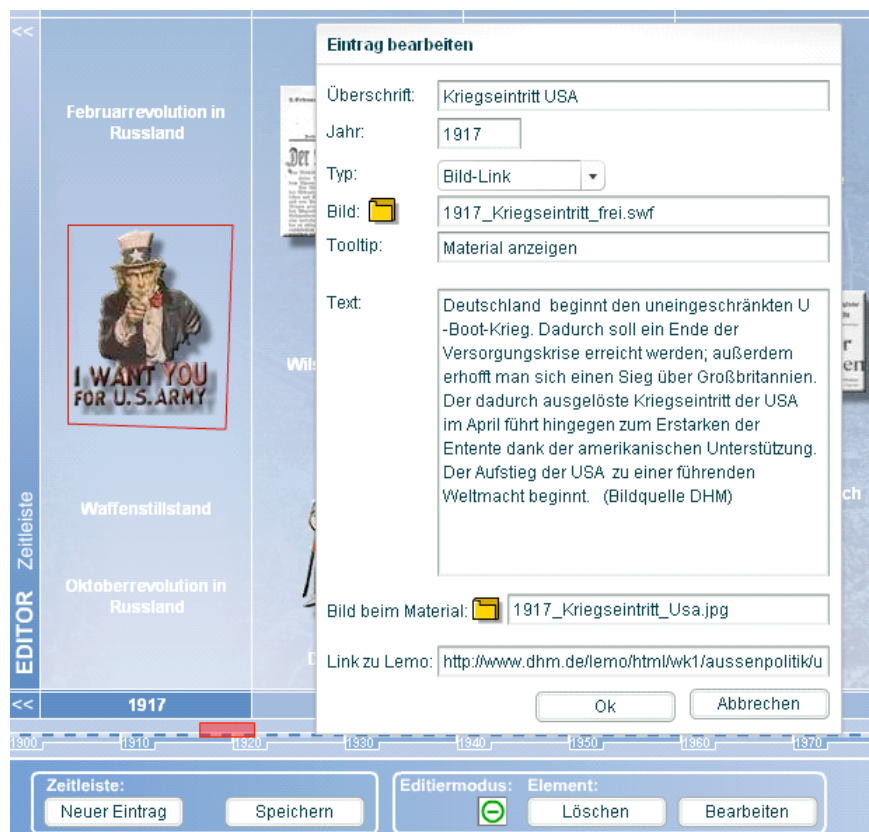 <<
Februarrevolution in
Russland
I WANT YOU
FOR U.S.ARMY
Waffenstillstand
Oktoberrevolution in
Russland
EDITOR Zeitleiste
<<
1917
Der
Eintrag bearbeiten
Überschrift: Kriegseintritt USA
Jahr: 1917
Typ: Bild-Link
Bild: 1917_Kriegseintritt_frei.swf
Tooltip: Material anzeigen
Text: Deutschland beginnt den uneingeschränkten U
-Boot-Krieg. Dadurch soll ein Ende der
Versorgungskrise erreicht werden; außerdem
erhofft man sich einen Sieg über Großbritannien.
Der dadurch ausgelöste Kriegseintritt der USA
im April führt hingegen zum Erstarken der
Entente dank der amerikanischen Unterstützung.
Der Aufstieg der USA zu einer führenden
Weltmacht beginnt. (Bildquelle DHM)
Bild beim Material: 1917_Kriegseintritt_Usa.jpg
Link zu Lemo: http://www.dhm.de/lemo/html/wk1/aussenpolitik/u
Ok Abbrechen
1900 1910 1920 1930 1940 1950 1960 1970
Zeitleiste:
Neuer Eintrag Speichern
Editiermodus: Element:
Löschen Bearbeiten